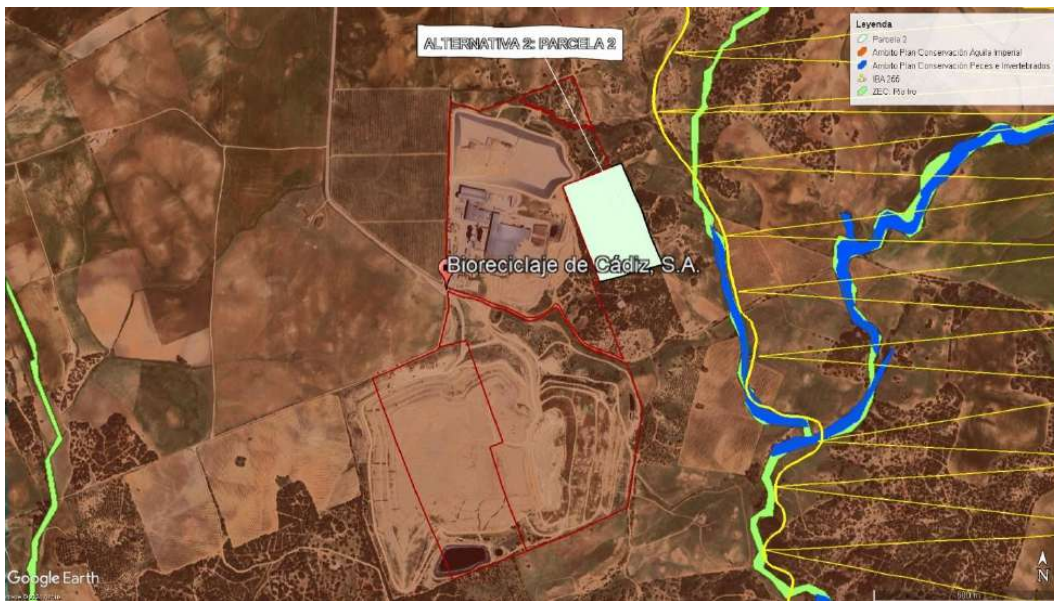 ALTERNATIVA 2: PARCELA 2
Leyenda
Parcela 2
Ámbito Plan Conservación Águila Imperial
Ámbito Plan Conservación Peces e Invertebrados
IBA 266
ZEC: Río Iro
Bioreciclaje de Cádiz, S.A.
Google Earth
N